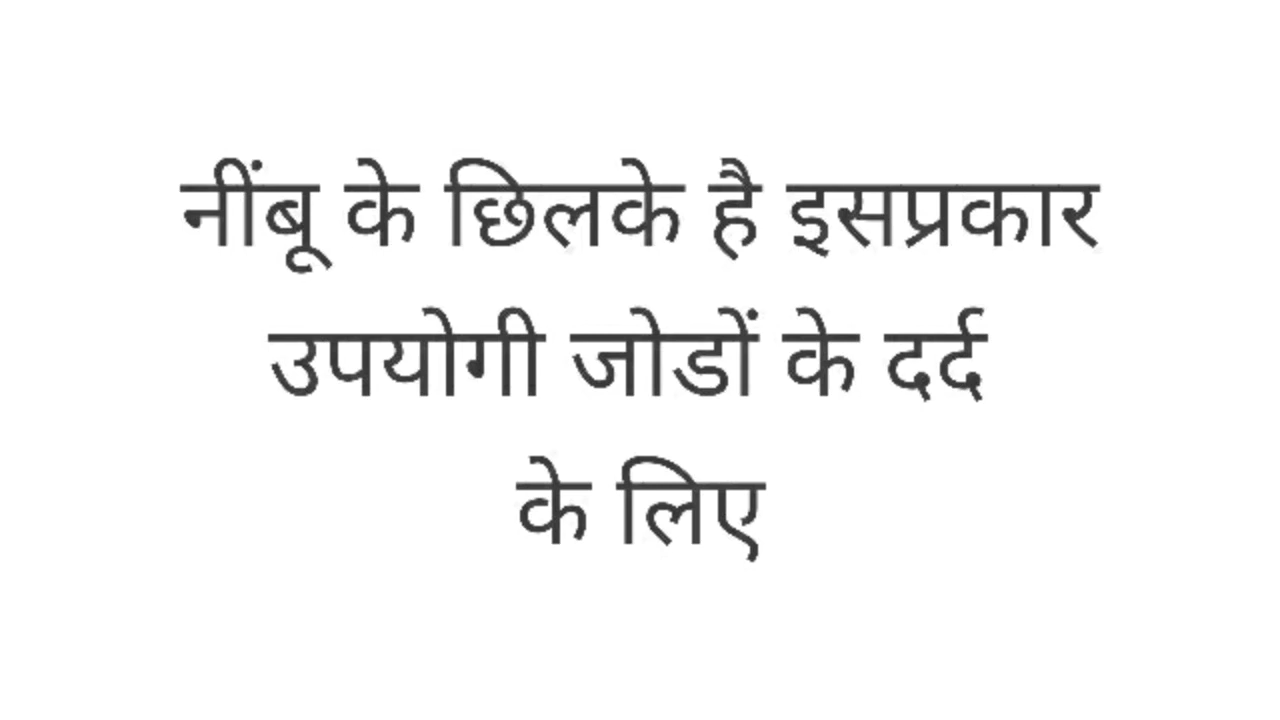 नींबू के छिलके है इसप्रकार
उपयोगी जोडों के दर्द
के लिए